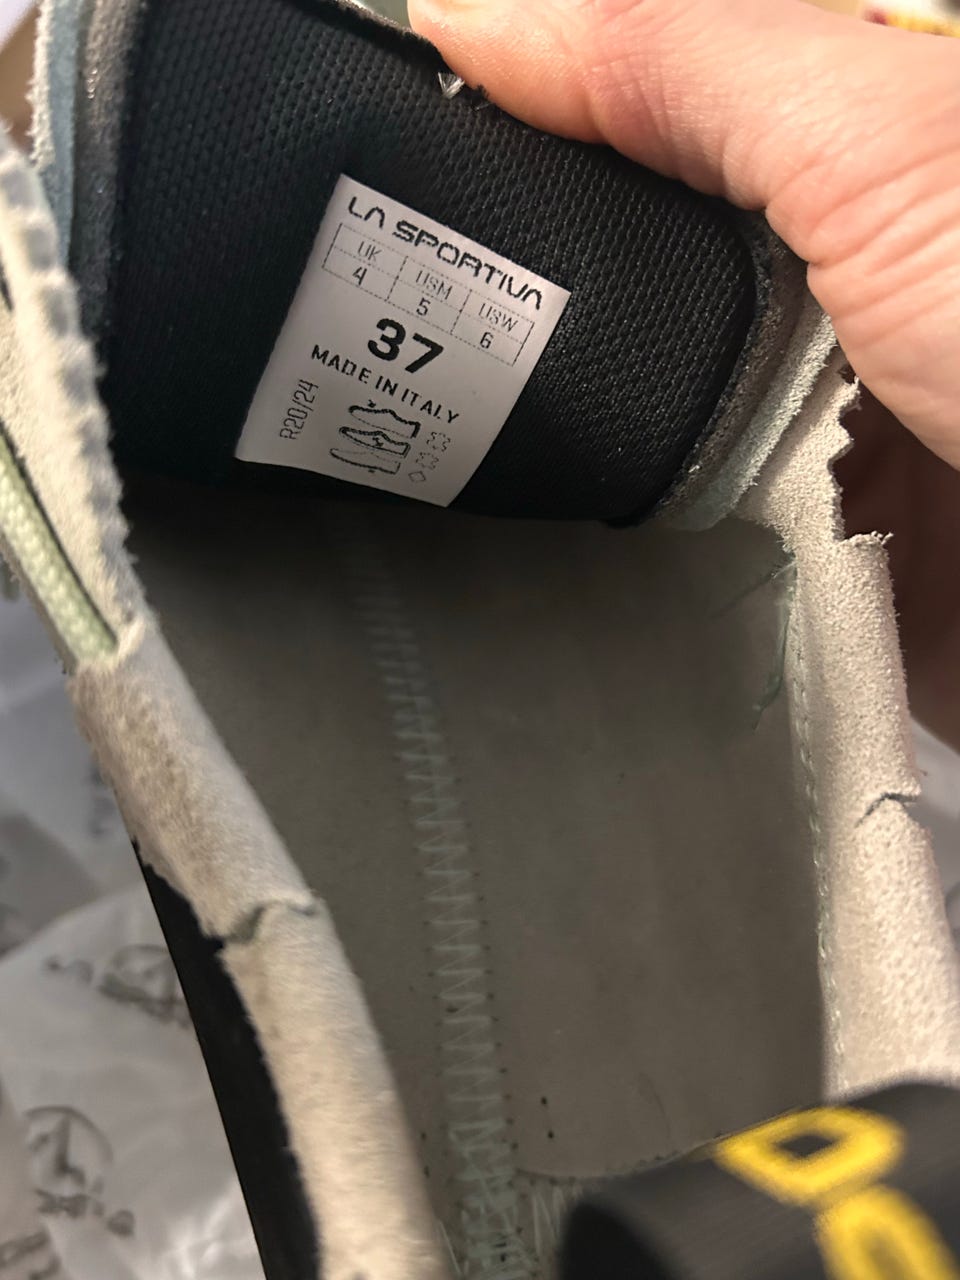 LA SPORTIVA
UK USM USW
4 5 6
37
MADE IN ITALY
R20/24